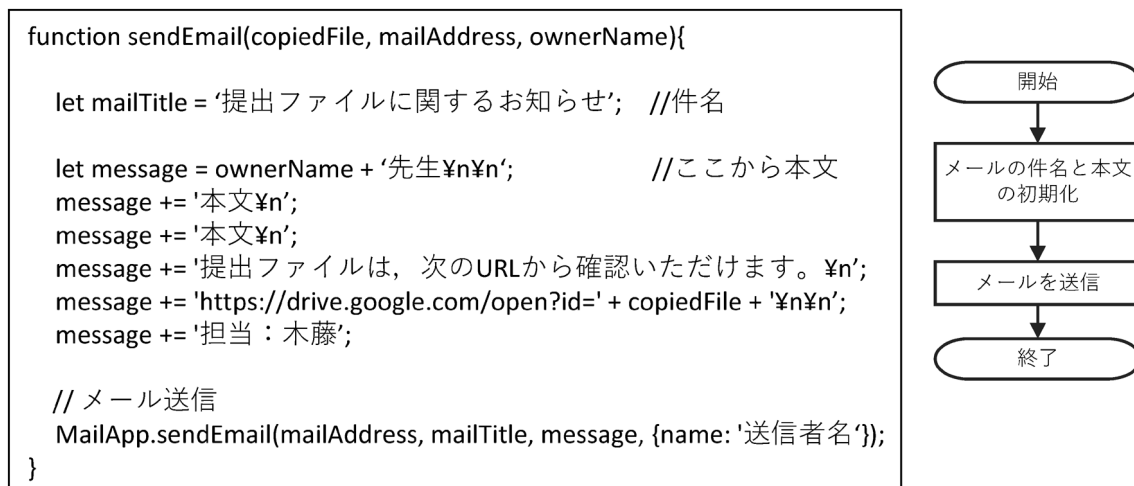 function sendEmail(copiedFile, mailAddress, ownerName){
let mailTitle = ‘提出ファイルに関するお知らせ’; //件名
let message = ownerName + ‘先生¥n¥n‘; //ここから本文
message += '本文¥n’;
message += '本文¥n’;
message += '提出ファイルは，次のURLから確認いただけます。¥n’;
message += 'https://drive.google.com/open?id=' + copiedFile + '¥n¥n’;
message += '担当：木藤’;
// メール送信
MailApp.sendEmail(mailAddress, mailTitle, message, {name: '送信者名‘});
}
開始
メールの件名と本文
の初期化
メールを送信
終了